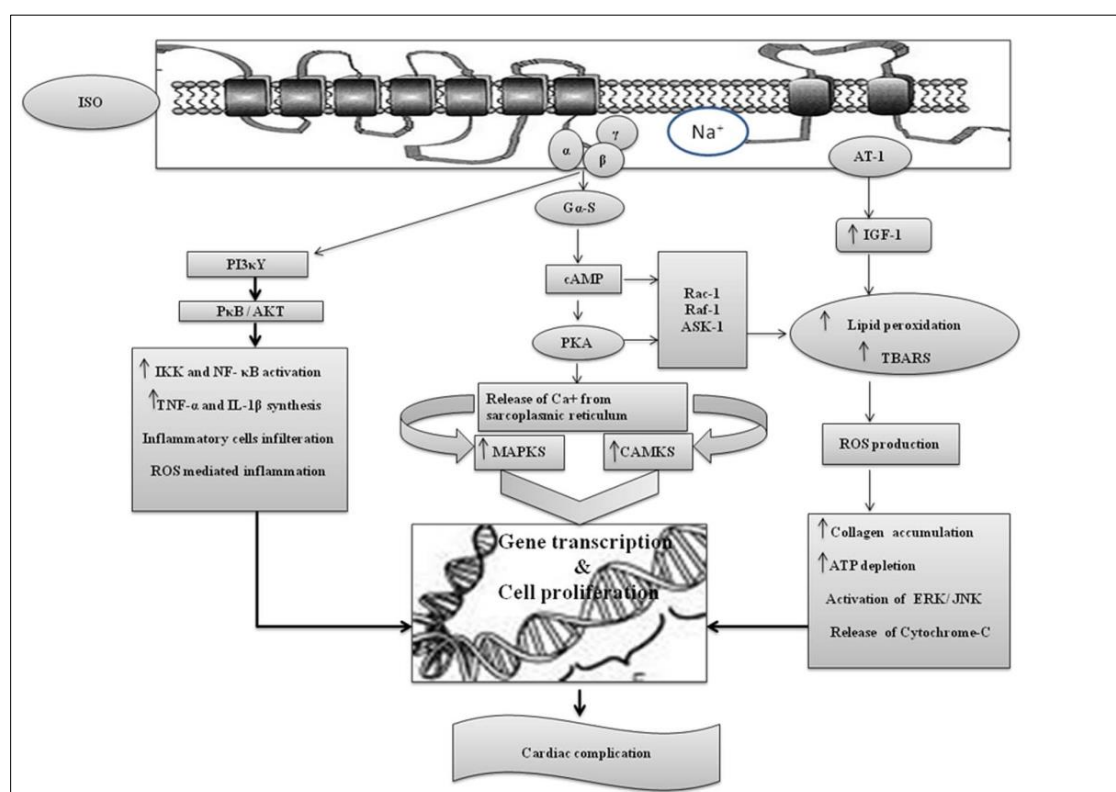 ISO
Na+
α
γ
β
AT-1
Gα-S
↑ IGF-1
PI3κY
cAMP
Rac-1
Raf-1
ASK-1
PκB / AKT
PKA
↑ Lipid peroxidation
↑ TBARS
↑ IKK and NF- κB activation
↑TNF-α and IL-1β synthesis
Inflammatory cells infilteration
ROS mediated inflammation
Release of Ca+ from
sarcoplasmic reticulum
↑ MAPKS
↑ CAMKS
ROS production
Gene transcription
&
Cell proliferation
↑ Collagen accumulation
↑ ATP depletion
Activation of ERK/JNK
Release of Cytochrome-C
Cardiac complication